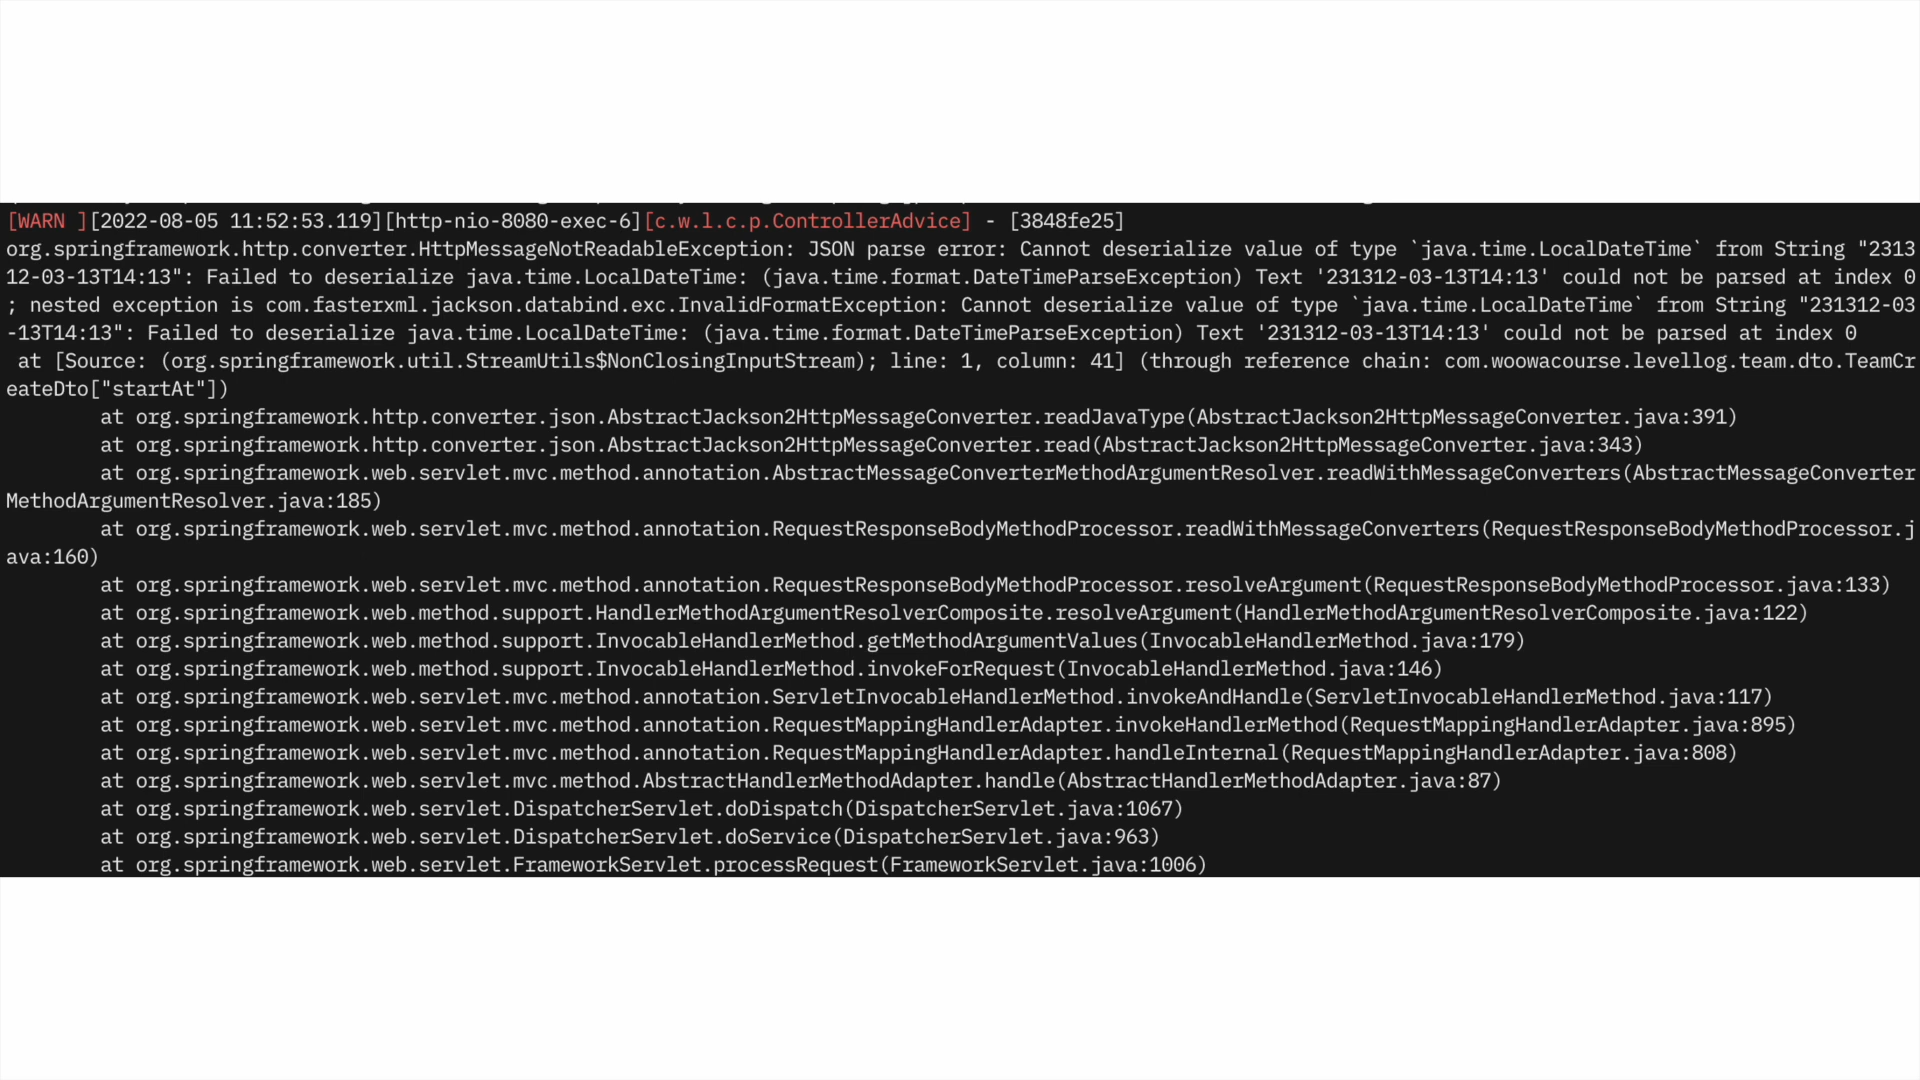 [WARN ][2022-08-05 11:52:53.119][http-nio-8080-exec-6][c.w.l.c.p.ControllerAdvice] - [3848fe25]
org.springframework.http.converter.HttpMessageNotReadableException: JSON parse error: Cannot deserialize value of type `java.time.LocalDateTime` from String "2313
12-03-13T14:13": Failed to deserialize java.time.LocalDateTime: (java.time.format.DateTimeParseException) Text '231312-03-13T14:13' could not be parsed at index 0
; nested exception is com.fasterxml.jackson.databind.exc.InvalidFormatException: Cannot deserialize value of type `java.time.LocalDateTime` from String "231312-03
-13T14:13": Failed to deserialize java.time.LocalDateTime: (java.time.format.DateTimeParseException) Text '231312-03-13T14:13' could not be parsed at index 0
 at [Source: (org.springframework.util.StreamUtils$NonClosingInputStream); line: 1, column: 41] (through reference chain: com.woowacourse.levellog.team.dto.TeamCr
eateDto["startAt"])
        at org.springframework.http.converter.json.AbstractJackson2HttpMessageConverter.readJavaType(AbstractJackson2HttpMessageConverter.java:391)
        at org.springframework.http.converter.json.AbstractJackson2HttpMessageConverter.read(AbstractJackson2HttpMessageConverter.java:343)
        at org.springframework.web.servlet.mvc.method.annotation.AbstractMessageConverterMethodArgumentResolver.readWithMessageConverters(AbstractMessageConverter
MethodArgumentResolver.java:185)
        at org.springframework.web.servlet.mvc.method.annotation.RequestResponseBodyMethodProcessor.readWithMessageConverters(RequestResponseBodyMethodProcessor.j
ava:160)
        at org.springframework.web.servlet.mvc.method.annotation.RequestResponseBodyMethodProcessor.resolveArgument(RequestResponseBodyMethodProcessor.java:133)
        at org.springframework.web.method.support.HandlerMethodArgumentResolverComposite.resolveArgument(HandlerMethodArgumentResolverComposite.java:122)
        at org.springframework.web.method.support.InvocableHandlerMethod.getMethodArgumentValues(InvocableHandlerMethod.java:179)
        at org.springframework.web.method.support.InvocableHandlerMethod.invokeForRequest(InvocableHandlerMethod.java:146)
        at org.springframework.web.servlet.mvc.method.annotation.ServletInvocableHandlerMethod.invokeAndHandle(ServletInvocableHandlerMethod.java:117)
        at org.springframework.web.servlet.mvc.method.annotation.RequestMappingHandlerAdapter.invokeHandlerMethod(RequestMappingHandlerAdapter.java:895)
        at org.springframework.web.servlet.mvc.method.annotation.RequestMappingHandlerAdapter.handleInternal(RequestMappingHandlerAdapter.java:808)
        at org.springframework.web.servlet.mvc.method.AbstractHandlerMethodAdapter.handle(AbstractHandlerMethodAdapter.java:87)
        at org.springframework.web.servlet.DispatcherServlet.doDispatch(DispatcherServlet.java:1067)
        at org.springframework.web.servlet.DispatcherServlet.doService(DispatcherServlet.java:963)
        at org.springframework.web.servlet.FrameworkServlet.processRequest(FrameworkServlet.java:1006)